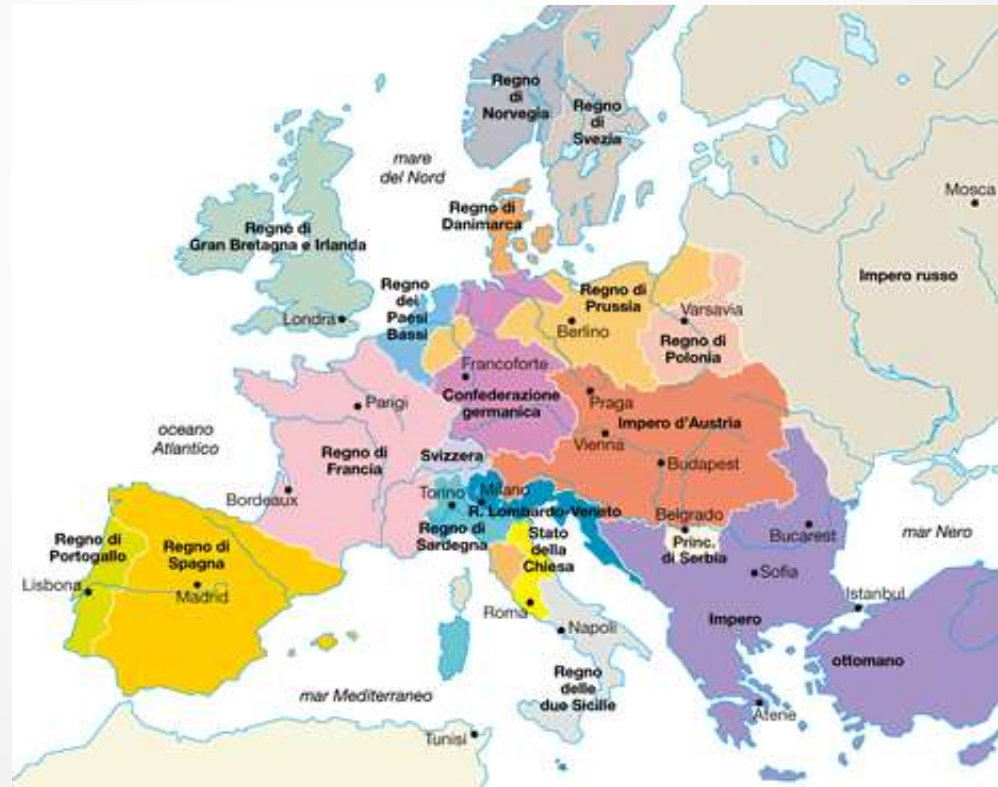 Regno
di
Norvegia
Regno
di
Svezia
mare
del Nord
Mosca
Regno di
Danimarca
Regno di
Gran Bretagna e Irlanda
Impero russo
Regno
dei
Paesi
Bassi
Regno di
Prussia
Londra
Varsavia
Berlino
Regno di
Polonia
Francoforte
Confederazione
germanica
Praga
Parigi
Impero d'Austria
oceano
Atlantico
Vienna
Regno di
Francia
Svizzera
Budapest
Bordeaux
Torino
Milano
R. Lombardo-Veneto
Belgrado
Regno di
Sardegna
Stato
della
Chiesa
Princ.
di Serbia
Bucarest
mar Nero
Regno di
Portogallo
Regno di
Spagna
Sofia
Lisbona
Madrid
Istanbul
Roma
Napoli
Impero
ottomano
Regno
delle
due Sicilie
mar Mediterraneo
Atene
Tunisi